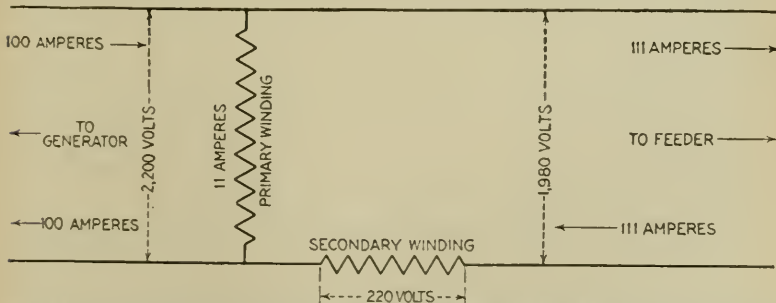 100 AMPERES
TO
GENERATOR
100 AMPERES
2,200 VOLTS
11 AMPERES
PRIMARY WINDING
SECONDARY WINDING
220 VOLTS
1,980 VOLTS
111 AMPERES
TO FEEDER
111 AMPERES